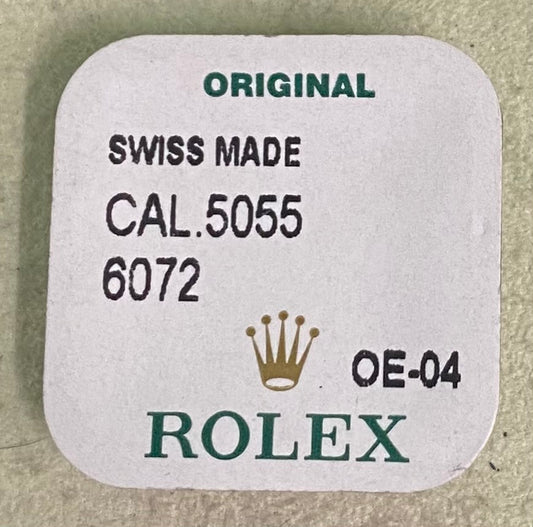 ORIGINAL
SWISS MADE
CAL.5055
6072
OE-04
ROLEX